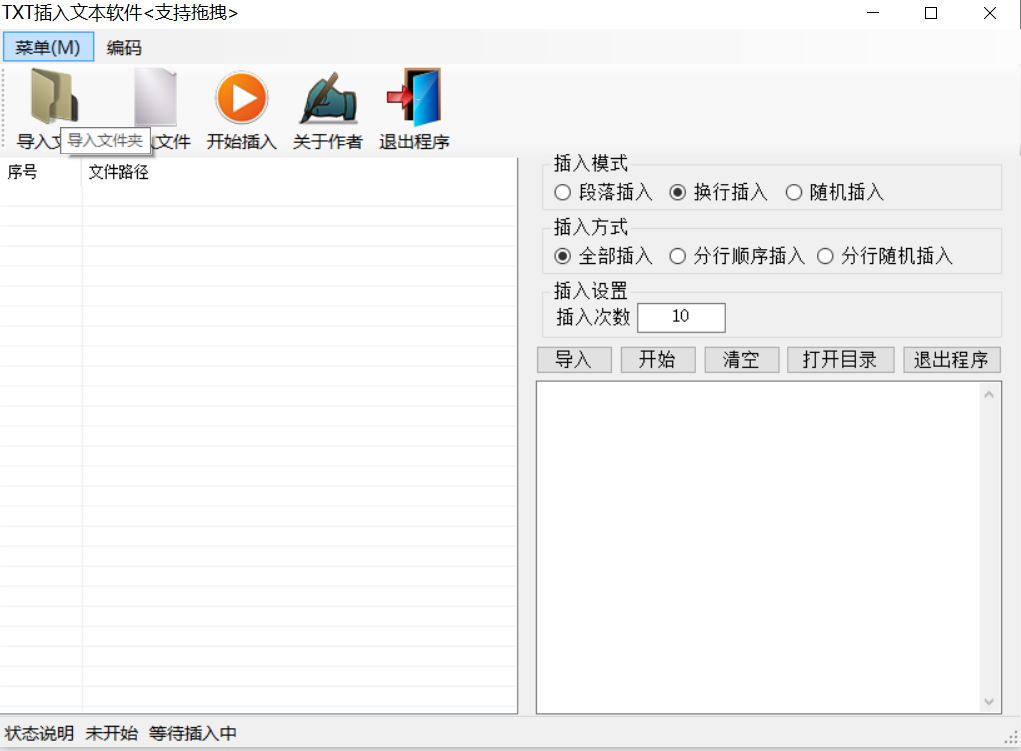 TXT插入文本软件<支持拖拽>
菜单(M) 编码
导入文 文件 开始插入 关于作者 退出程序
导入文件夹
序号 文件路径
插入模式
段落插入 换行插入 随机插入
插入方式
全部插入 分行顺序插入 分行随机插入
插入设置
插入次数 10
导入 开始 清空 打开目录 退出程序
状态说明 未开始 等待插入中